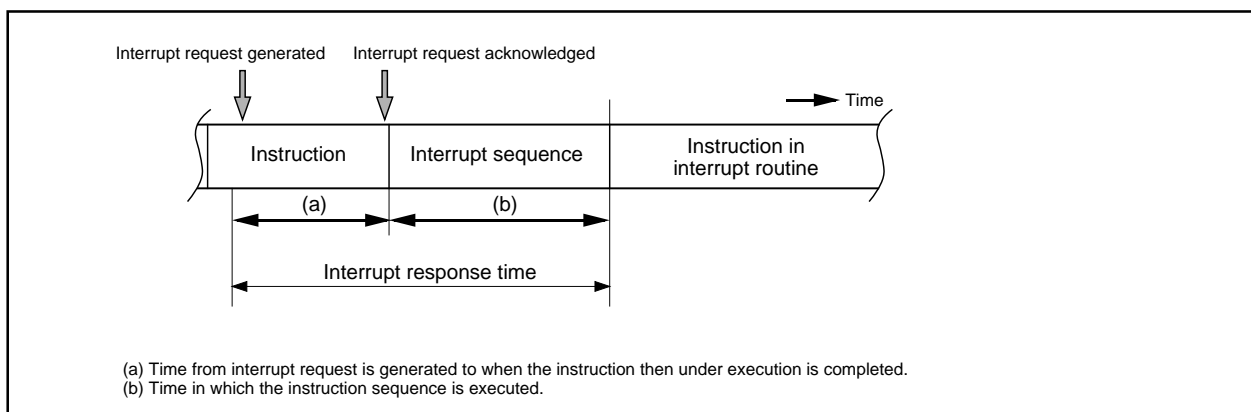 Interrupt request generated
Interrupt request acknowledged
Time
Instruction
Interrupt sequence
Instruction in
interrupt routine
(a)
(b)
Interrupt response time
(a) Time from interrupt request is generated to when the instruction then under execution is completed.
(b) Time in which the instruction sequence is executed.